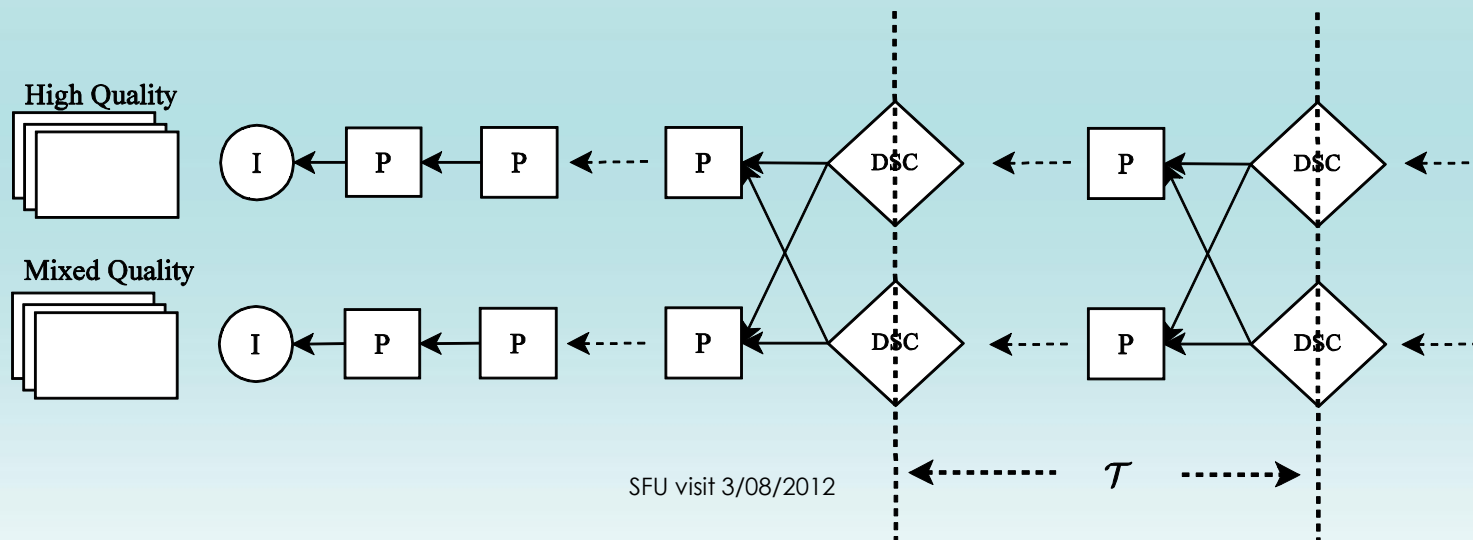 High Quality
I P P P DSC P DSC
Mixed Quality
I P P P DSC P DSC
SFU visit 3/08/2012
τ